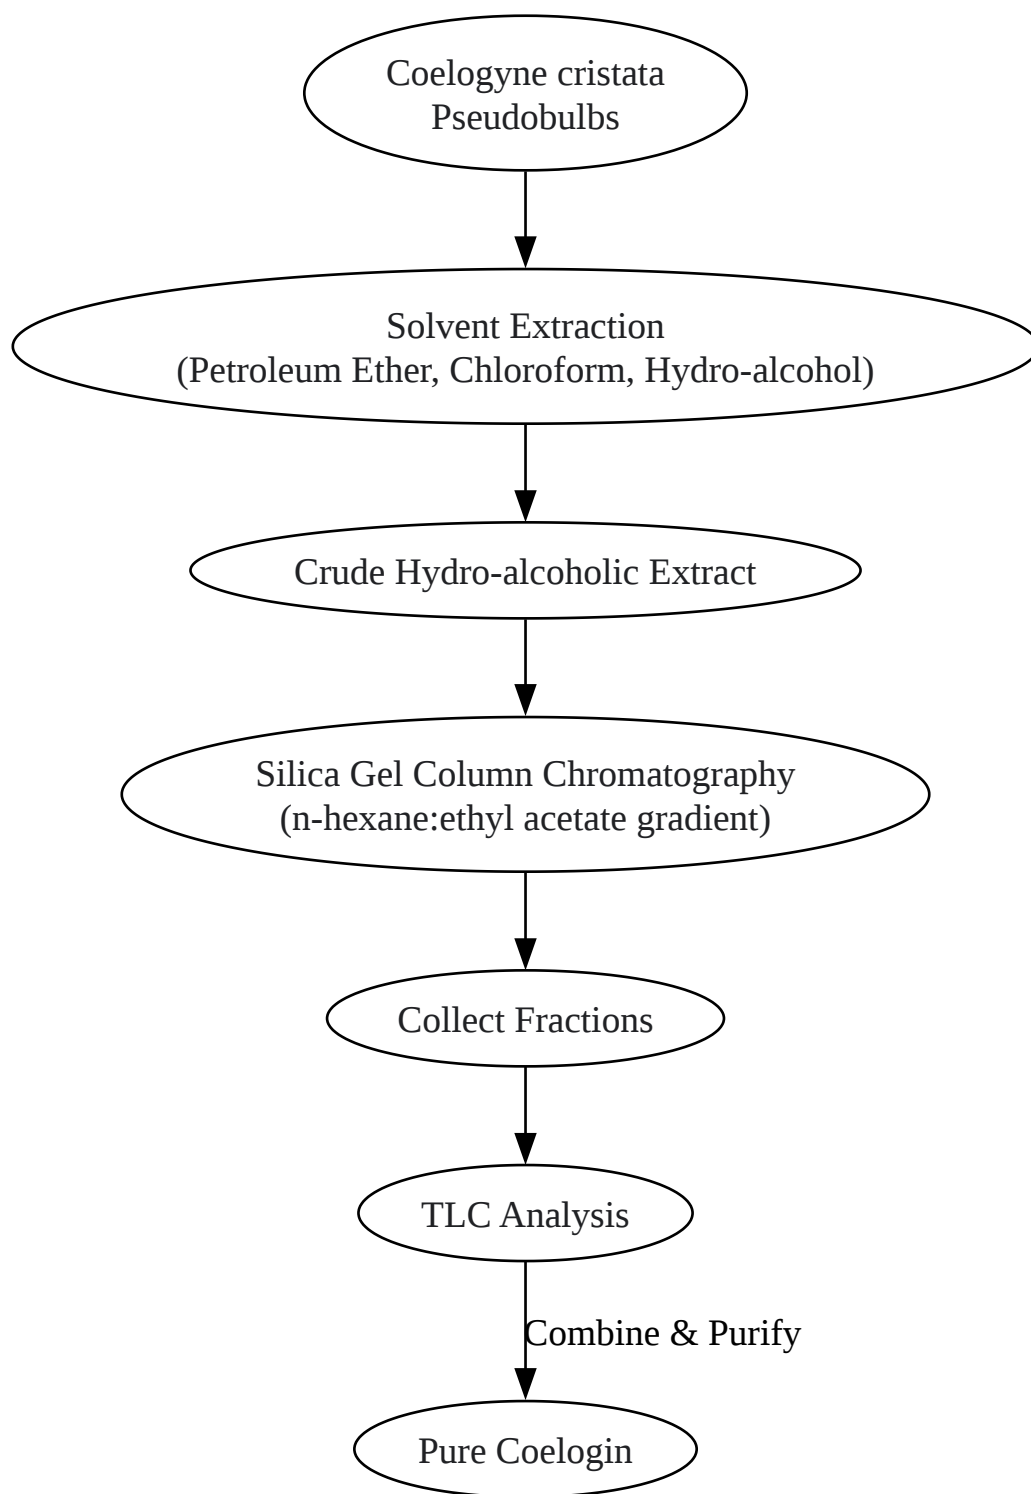 Coelogyne cristata
Pseudobulbs
Solvent Extraction
(Petroleum Ether, Chloroform, Hydro-alcohol)
Crude Hydro-alcoholic Extract
Silica Gel Column Chromatography
(n-hexane:ethyl acetate gradient)
Collect Fractions
TLC Analysis
Combine & Purify
Pure Coelogin